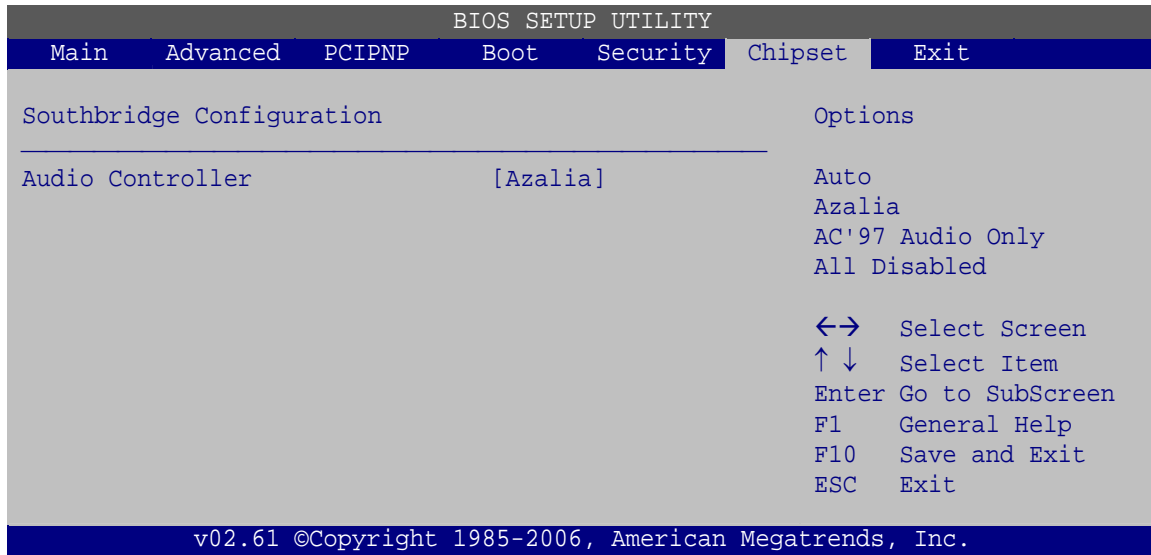 BIOS SETUP UTILITY
Main Advanced PCIPNP Boot Security Chipset Exit
Southbridge Configuration
Audio Controller [Azalia]
Options
Auto
Azalia
AC'97 Audio Only
All Disabled
←→ Select Screen
↑ ↓ Select Item
Enter Go to SubScreen
F1 General Help
F10 Save and Exit
ESC Exit
v02.61 ©Copyright 1985-2006, American Megatrends, Inc.